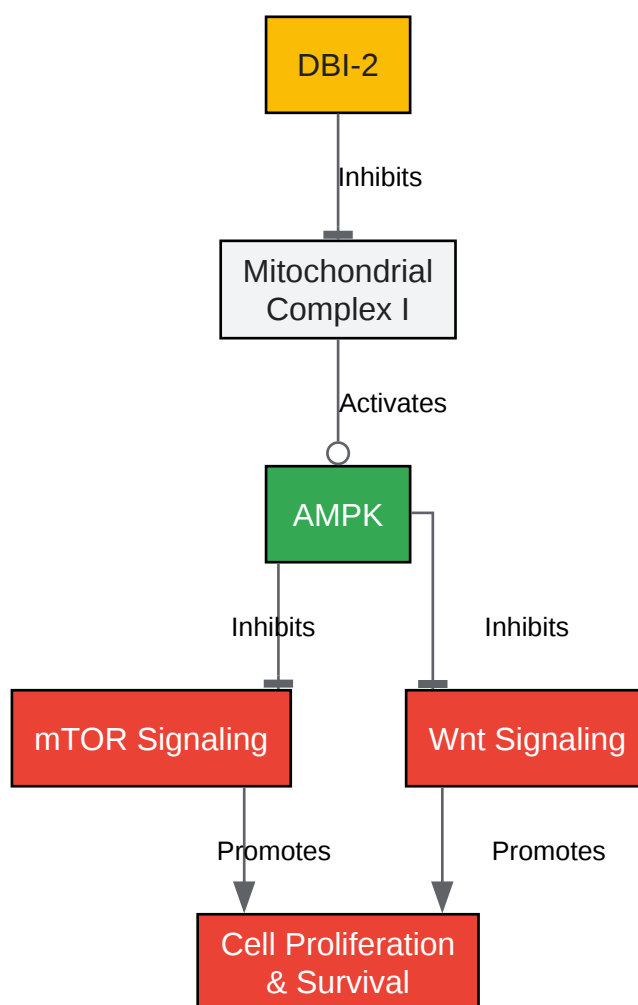 DBI-2
Inhibits
Mitochondrial
Complex I
Activates
AMPK
Inhibits
Inhibits
mTOR Signaling
Wnt Signaling
Promotes
Promotes
Cell Proliferation
& Survival